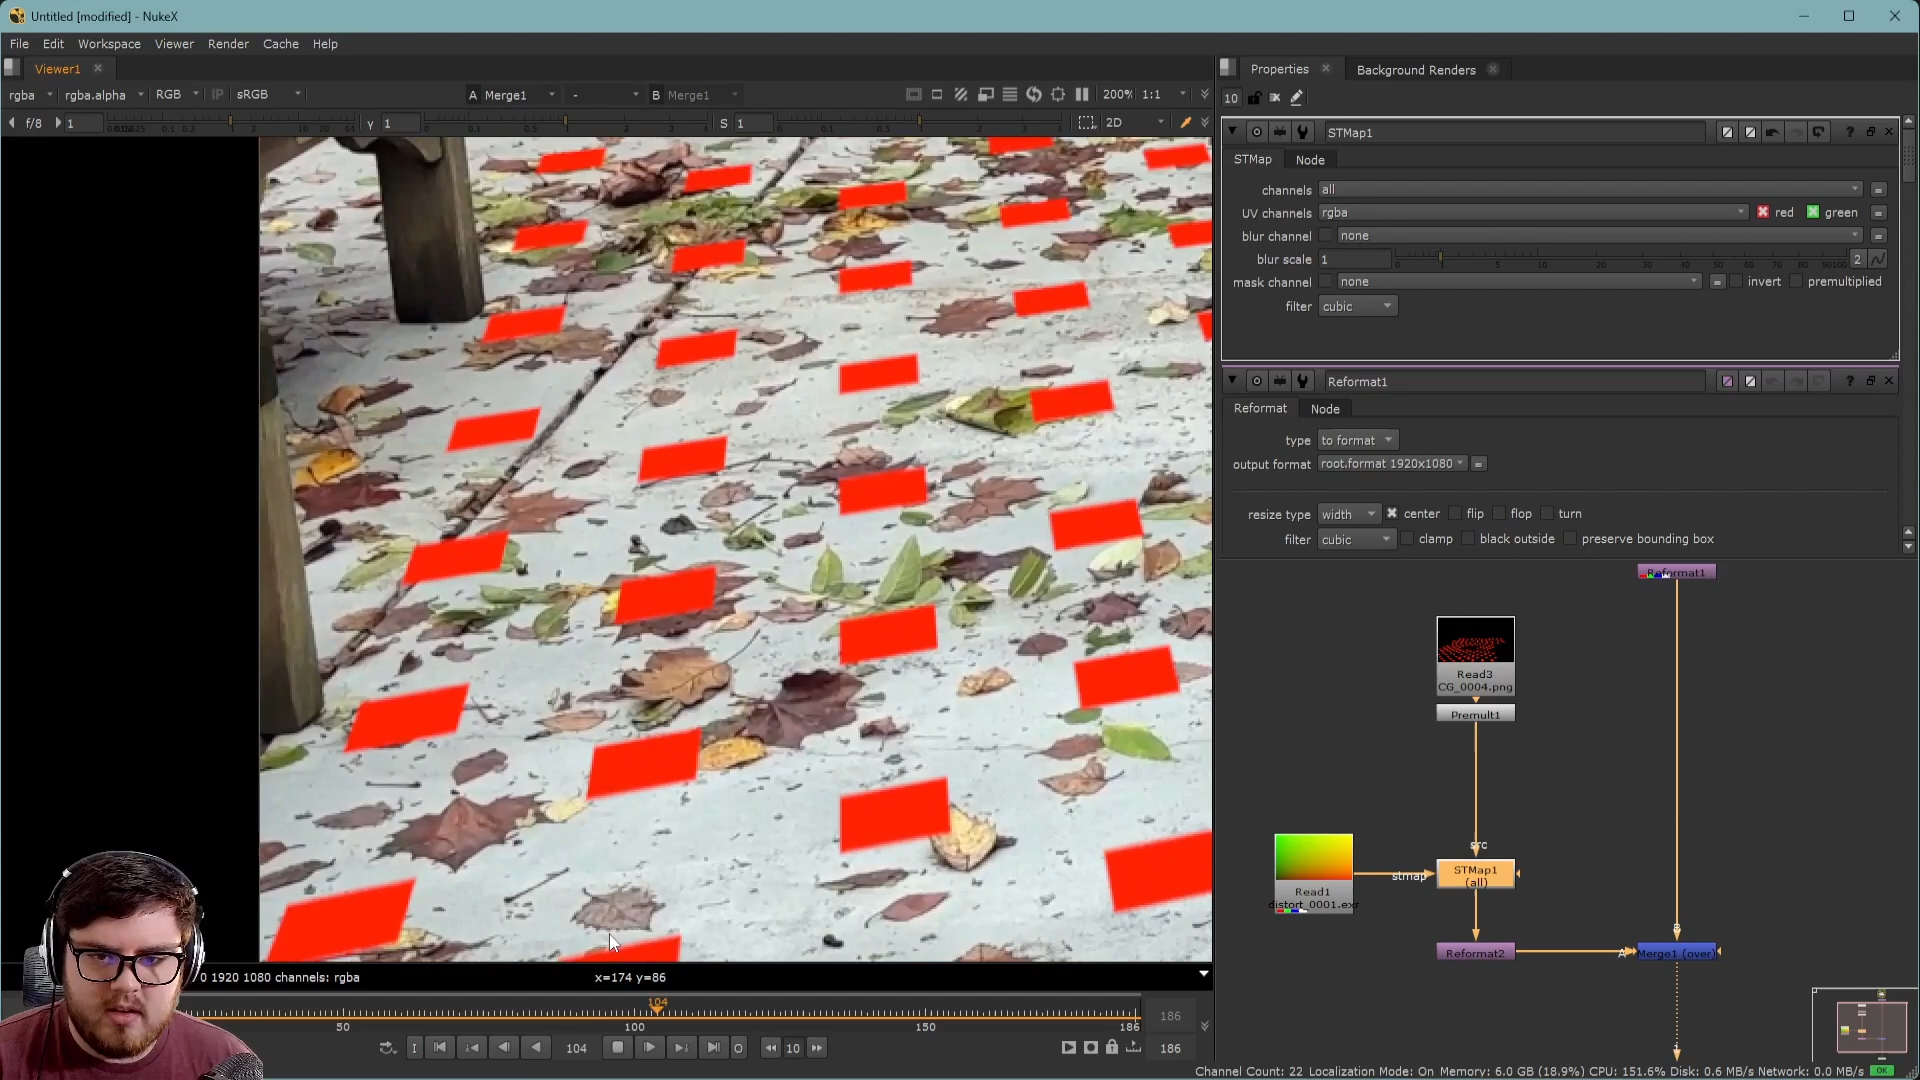 Untitled [modified] - NukeX
File Edit Workspace Viewer Render Cache Help
Viewer1
rgba rgba.alpha RGB IP sRGB A Merge1 - B Merge1 200% 1:1
f/8 1 γ 1 S 1 2D
0 1920 1080 channels: rgba x=174 y=86
104
50 100 150 186
186
I 104 O 10 186
Properties Background Renders
10
STMap1
STMap Node
channels all
UV channels rgba red green
blur channel none
blur scale 1 2
mask channel none invert premultiplied
filter cubic
Reformat1
Reformat Node
type to format
output format root.format 1920x1080
resize type width center flip flop turn
filter cubic clamp black outside preserve bounding box
Reformat1
Read3
CG_0004.png
Premult1
src
STMap1
(all)
stmap
Read1
distort_0001.exr
Reformat2
A
B
Merge1 (over)
1
Channel Count: 22 Localization Mode: On Memory: 6.0 GB (18.9%) CPU: 151.6% Disk: 0.6 MB/s Network: 0.0 MB/s OK